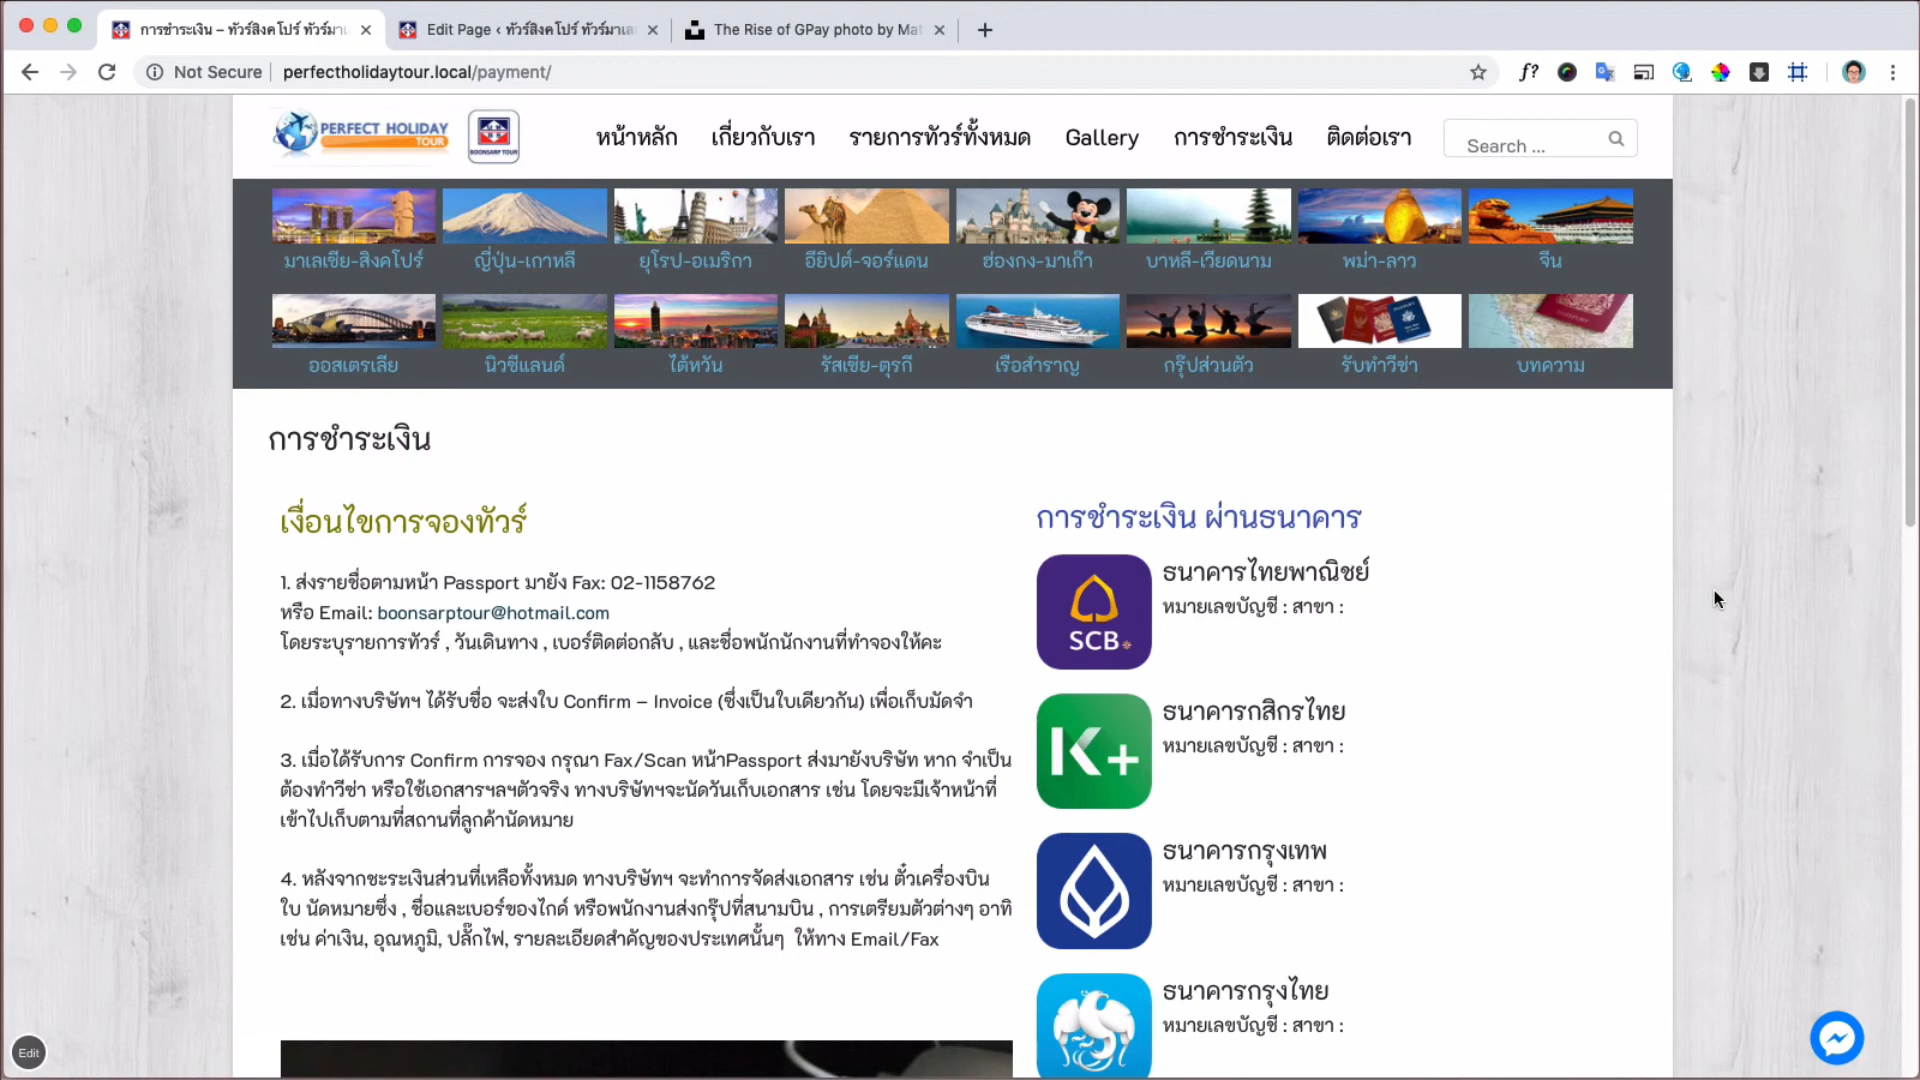 การชำระเงิน – ทัวร์สิงคโปร์ ทัวร์มาเ
Edit Page ‹ ทัวร์สิงคโปร์ ทัวร์มาเล
The Rise of GPay photo by Mat
Not Secure
perfectholidaytour.local/payment/
f?
PERFECT HOLIDAY
TOUR
BOONSARP TOUR
หน้าหลัก
เกี่ยวกับเรา
รายการทัวร์ทั้งหมด
Gallery
การชำระเงิน
ติดต่อเรา
Search ...
มาเลเซีย-สิงคโปร์
ญี่ปุ่น-เกาหลี
ยุโรป-อเมริกา
อียิปต์-จอร์แดน
ฮ่องกง-มาเก๊า
บาหลี-เวียดนาม
พม่า-ลาว
จีน
ออสเตรเลีย
นิวซีแลนด์
ไต้หวัน
รัสเซีย-ตุรกี
เรือสำราญ
กรุ๊ปส่วนตัว
รับทำวีซ่า
บทความ
การชำระเงิน
เงื่อนไขการจองทัวร์
1. ส่งรายชื่อตามหน้า Passport มายัง Fax: 02-1158762
หรือ Email: boonsarptour@hotmail.com
โดยระบุรายการทัวร์ , วันเดินทาง , เบอร์ติดต่อกลับ , และชื่อพนักนักงานที่ทำจองให้คะ
2. เมื่อทางบริษัทฯ ได้รับชื่อ จะส่งใบ Confirm – Invoice (ซึ่งเป็นใบเดียวกัน) เพื่อเก็บมัดจำ
3. เมื่อได้รับการ Confirm การจอง กรุณา Fax/Scan หน้าPassport ส่งมายังบริษัท หาก จำเป็น
ต้องทำวีซ่า หรือใช้เอกสารฯลฯตัวจริง ทางบริษัทฯจะนัดวันเก็บเอกสาร เช่น โดยจะมีเจ้าหน้าที่
เข้าไปเก็บตามที่สถานที่ลูกค้านัดหมาย
4. หลังจากชะระเงินส่วนที่เหลือทั้งหมด ทางบริษัทฯ จะทำการจัดส่งเอกสาร เช่น ตั๋วเครื่องบิน
ใบ นัดหมายซึ่ง , ชื่อและเบอร์ของไกด์ หรือพนักงานส่งกรุ๊ปที่สนามบิน , การเตรียมตัวต่างๆ อาทิ
เช่น ค่าเงิน, อุณหภูมิ, ปลั๊กไฟ, รายละเอียดสำคัญของประเทศนั้นๆ ให้ทาง Email/Fax
การชำระเงิน ผ่านธนาคาร
SCB
ธนาคารไทยพาณิชย์
หมายเลขบัญชี : สาขา :
K+
ธนาคารกสิกรไทย
หมายเลขบัญชี : สาขา :
ธนาคารกรุงเทพ
หมายเลขบัญชี : สาขา :
ธนาคารกรุงไทย
หมายเลขบัญชี : สาขา :
Edit